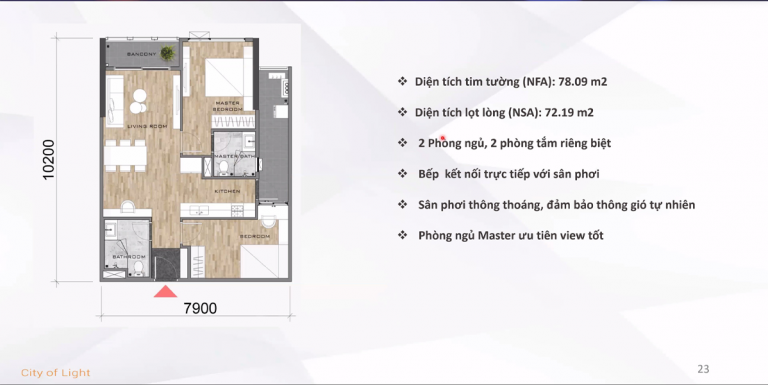 BANCONY
MASTER
BEDROOM
LIVING ROOM
MASTER BATH
KITCHEN
BEDROOM
BATHROOM
10200
7900
❖ Diện tích tim tường (NFA): 78.09 m2
❖ Diện tích lọt lòng (NSA): 72.19 m2
❖ 2 Phòng ngủ, 2 phòng tắm riêng biệt
❖ Bếp kết nối trực tiếp với sân phơi
❖ Sân phơi thông thoáng, đảm bảo thông gió tự nhiên
❖ Phòng ngủ Master ưu tiên view tốt
City of Light
23